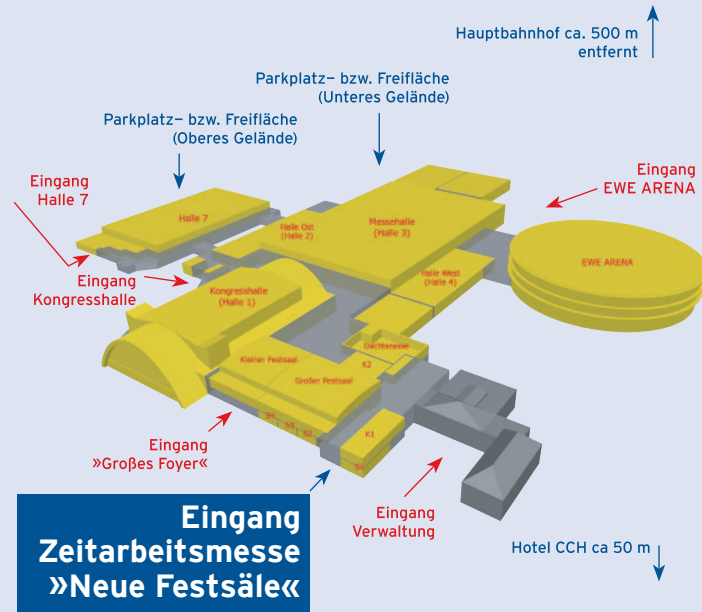 Hauptbahnhof ca. 500 m
entfernt
Parkplatz– bzw. Freifläche
(Unteres Gelände)
Parkplatz– bzw. Freifläche
(Oberes Gelände)
Eingang
Halle 7
Eingang
EWE ARENA
Halle 7
Halle Ost
(Halle 2)
Messehalle
(Halle 3)
EWE ARENA
Eingang
Kongresshalle
Kongresshalle
(Halle 1)
Halle West
(Halle 4)
Dachterrasse
K2
Kleiner Festsaal
Großer Festsaal
S4
S3
S2
K1
Eingang
»Großes Foyer«
Eingang
Verwaltung
Eingang
Zeitarbeitsmesse
»Neue Festsäle«
Hotel CCH ca 50 m